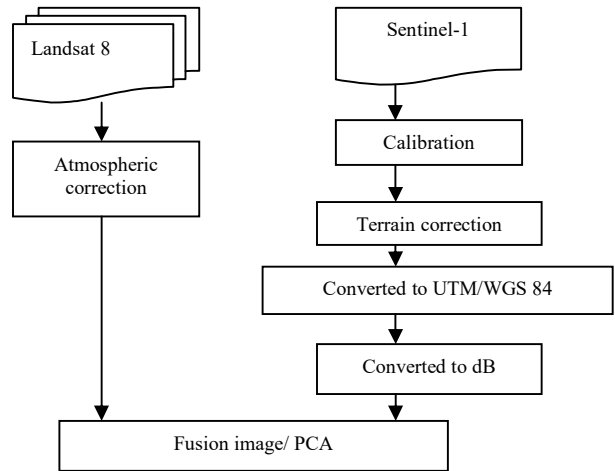 Landsat 8
Sentinel-1
Atmospheric
correction
Calibration
Terrain correction
Converted to UTM/WGS 84
Converted to dB
Fusion image/ PCA